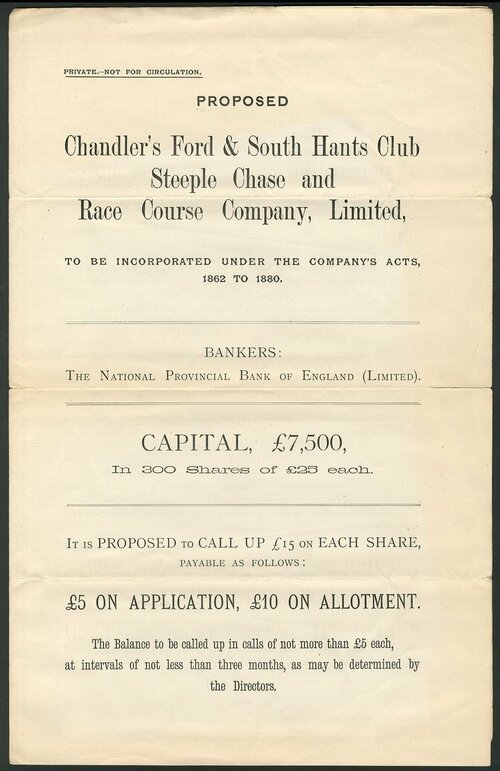 PRIVATE.—NOT FOR CIRCULATION.
PROPOSED
Chandler's Ford & South Hants Club
Steeple Chase and
Race Course Company, Limited,
TO BE INCORPORATED UNDER THE COMPANY'S ACTS,
1862 TO 1880.
BANKERS:
THE NATIONAL PROVINCIAL BANK OF ENGLAND (LIMITED).
CAPITAL, £7,500,
In 300 Shares of £25 each.
IT IS PROPOSED TO CALL UP £15 ON EACH SHARE,
PAYABLE AS FOLLOWS:
£5 ON APPLICATION, £10 ON ALLOTMENT.
The Balance to be called up in calls of not more than £5 each,
at intervals of not less than three months, as may be determined by
the Directors.